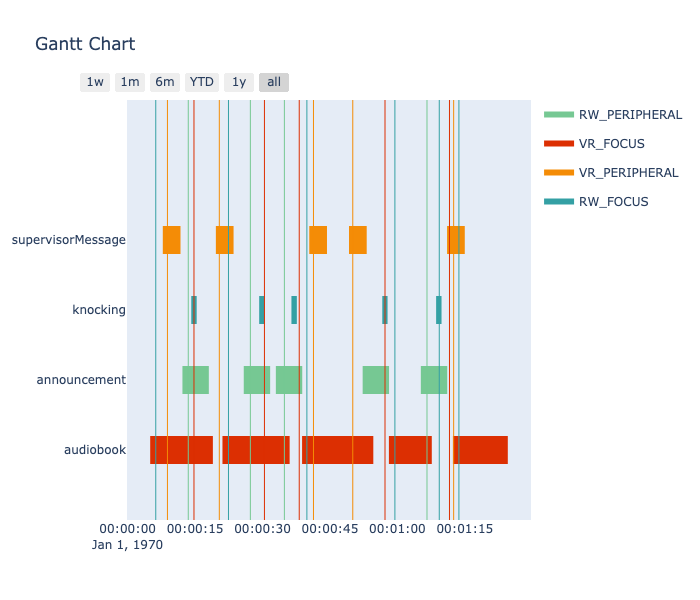 Gantt Chart
1w 1m 6m YTD 1y all
RW_PERIPHERAL
VR_FOCUS
VR_PERIPHERAL
RW_FOCUS
supervisorMessage
knocking
announcement
audiobook
00:00:00 00:00:15 00:00:30 00:00:45 00:01:00 00:01:15
Jan 1, 1970